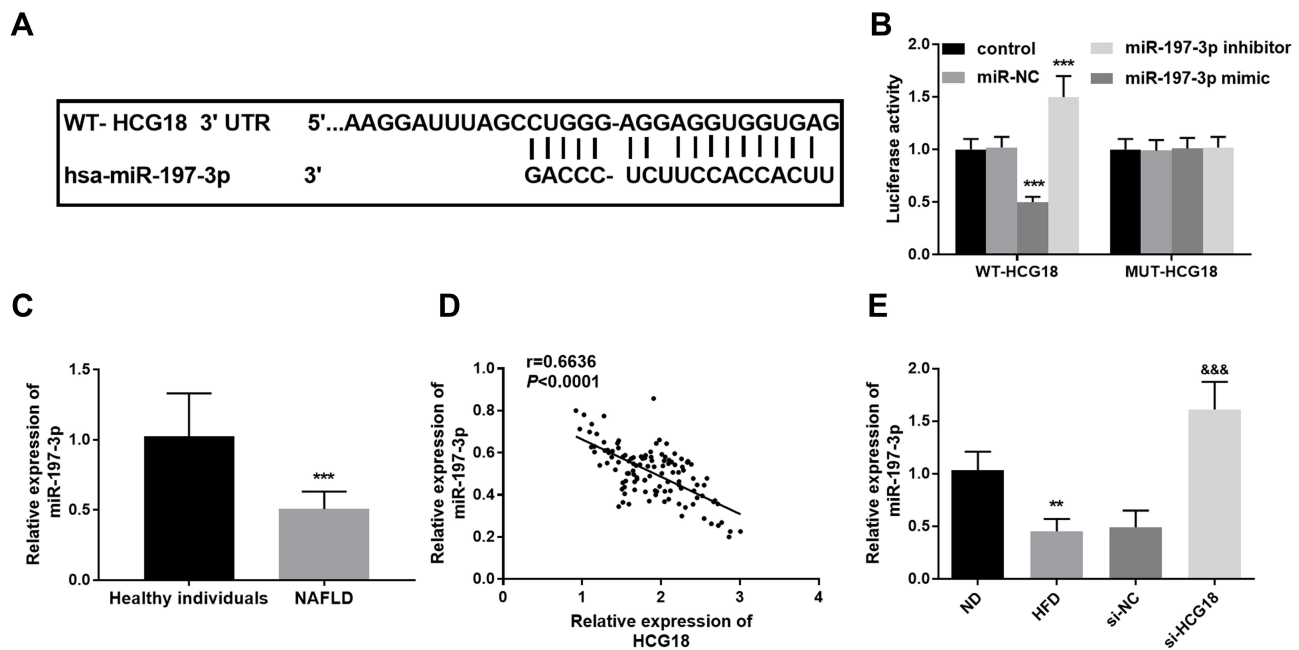 A
WT- HCG18 3' UTR 5'...AAGGAUUUAGCCUGGG-AGGAGGUGGUGAG
hsa-miR-197-3p 3' GACCC- UCUUCCACCACUU
B
Luciferase activity
2.0
1.5
1.0
0.5
0.0
control
miR-NC
miR-197-3p inhibitor
miR-197-3p mimic
***
***
WT-HCG18
MUT-HCG18
C
Relative expression of
miR-197-3p
1.5
1.0
0.5
0.0
***
Healthy individuals
NAFLD
D
Relative expression of
miR-197-3p
r=0.6636
P<0.0001
1.0
0.8
0.6
0.4
0.2
0.0
0 1 2 3 4
Relative expression of
HCG18
E
Relative expression of
miR-197-3p
2.0
1.5
1.0
0.5
0.0
**
&&&
ND
HFD
si-NC
si-HCG18